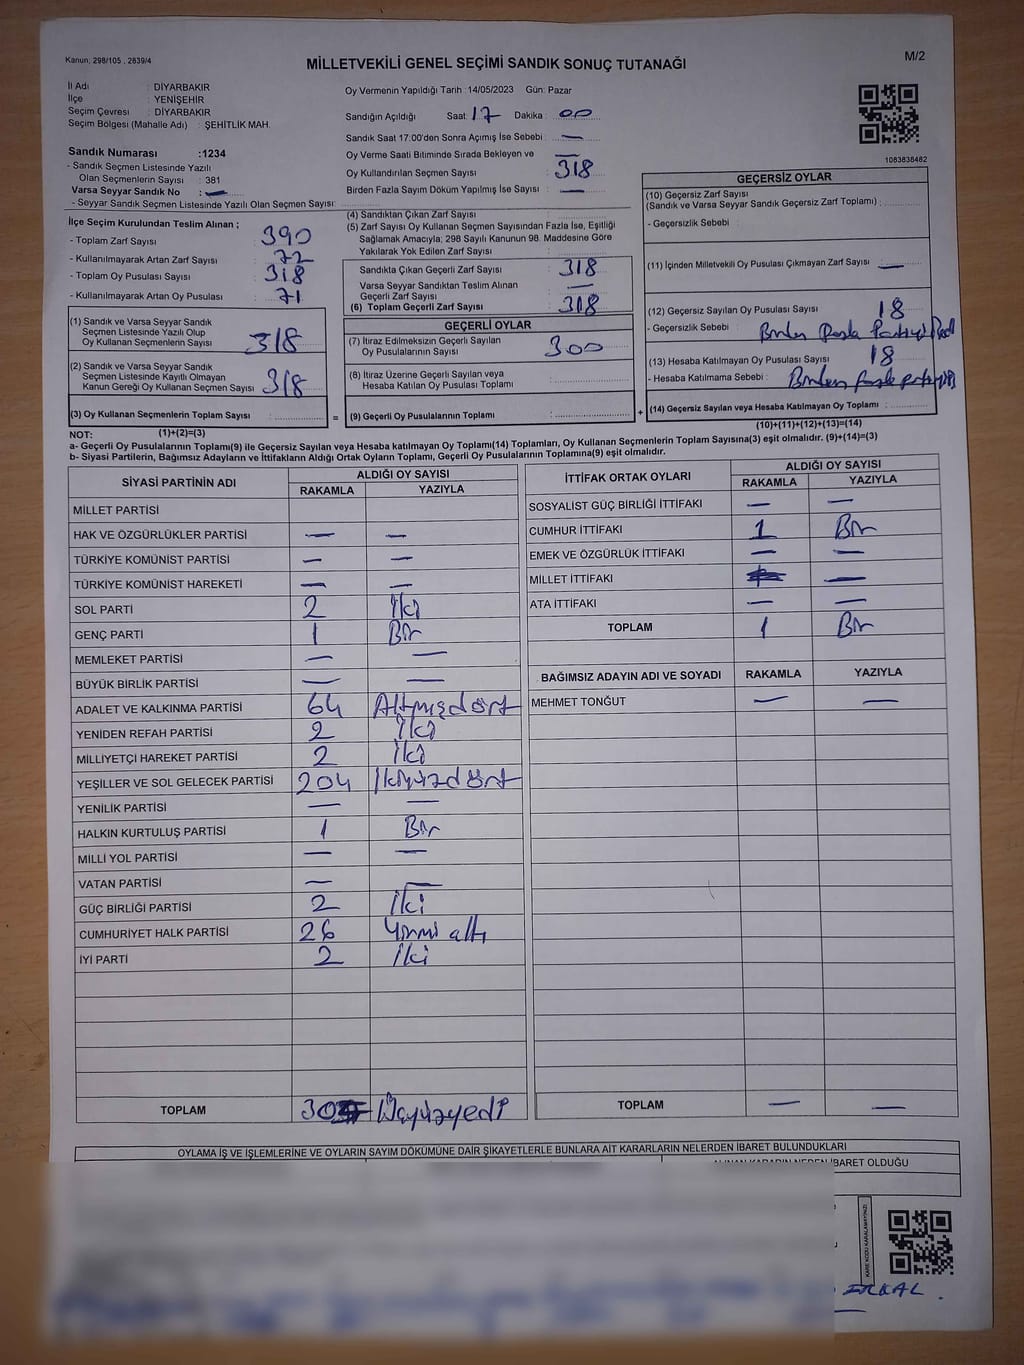 Kanun, 298/105 , 2839/4
MİLLETVEKİLİ GENEL SEÇİMİ SANDIK SONUÇ TUTANAĞI
M/2
İl Adı : DİYARBAKIR
İlçe : YENİŞEHİR
Seçim Çevresi : DİYARBAKIR
Seçim Bölgesi (Mahalle Adı) : ŞEHİTLİK MAH.
Sandık Numarası :1234
- Sandık Seçmen Listesinde Yazılı
Olan Seçmenlerin Sayısı : 381
Varsa Seyyar Sandık No : —
- Seyyar Sandık Seçmen Listesinde Yazılı Olan Seçmen Sayısı:
Oy Vermenin Yapıldığı Tarih :14/05/2023 Gün: Pazar
Sandığın Açıldığı Saat: 17 Dakika : 00
Sandık Saat 17:00'den Sonra Açımış İse Sebebi : —
Oy Verme Saati Bitiminde Sırada Bekleyen ve —
Oy Kullandırılan Seçmen Sayısı : 318
Birden Fazla Sayım Döküm Yapılmış İse Sayısı : —
1083838482
İlçe Seçim Kurulundan Teslim Alınan ;
- Toplam Zarf Sayısı : 390
- Kullanılmayarak Artan Zarf Sayısı : 72
- Toplam Oy Pusulası Sayısı : 318
- Kullanılmayarak Artan Oy Pusulası : 71
(4) Sandıktan Çıkan Zarf Sayısı :
(5) Zarf Sayısı Oy Kullanan Seçmen Sayısından Fazla İse, Eşitliği
Sağlamak Amacıyla; 298 Sayılı Kanunun 98. Maddesine Göre
Yakılarak Yok Edilen Zarf Sayısı :
Sandıkta Çıkan Geçerli Zarf Sayısı : 318
Varsa Seyyar Sandıktan Teslim Alınan —
Geçerli Zarf Sayısı :
(6) Toplam Geçerli Zarf Sayısı : 318
GEÇERSİZ OYLAR
(10) Geçersiz Zarf Sayısı
(Sandık ve Varsa Seyyar Sandık Geçersiz Zarf Toplamı) :
- Geçersizlik Sebebi :
(11) İçinden Milletvekili Oy Pusulası Çıkmayan Zarf Sayısı : —
(12) Geçersiz Sayılan Oy Pusulası Sayısı : 18
- Geçersizlik Sebebi :
(13) Hesaba Katılmayan Oy Pusulası Sayısı : 18
- Hesaba Katılmama Sebebi :
(14) Geçersiz Sayılan veya Hesaba Katılmayan Oy Toplamı :
(10)+(11)+(12)+(13)=(14)
(1) Sandık ve Varsa Seyyar Sandık
Seçmen Listesinde Yazılı Olup
Oy Kullanan Seçmenlerin Sayısı : 318
(2) Sandık ve Varsa Seyyar Sandık
Seçmen Listesinde Kayıtlı Olmayan
Kanun Gereği Oy Kullanan Seçmen Sayısı : 318
(3) Oy Kullanan Seçmenlerin Toplam Sayısı : =
(1)+(2)=(3)
GEÇERLİ OYLAR
(7) İtiraz Edilmeksizin Geçerli Sayılan
Oy Pusulalarının Sayısı : 300
(8) İtiraz Üzerine Geçerli Sayılan veya
Hesaba Katılan Oy Pusulası Toplamı :
(9) Geçerli Oy Pusulalarının Toplamı : +
NOT:
a- Geçerli Oy Pusulalarının Toplamı(9) ile Geçersiz Sayılan veya Hesaba katılmayan Oy Toplamı(14) Toplamları, Oy Kullanan Seçmenlerin Toplam Sayısına(3) eşit olmalıdır. (9)+(14)=(3)
b- Siyasi Partilerin, Bağımsız Adayların ve İttifakların Aldığı Ortak Oyların Toplamı, Geçerli Oy Pusulalarının Toplamına(9) eşit olmalıdır.
SİYASİ PARTİNİN ADI ALDIĞI OY SAYISI
RAKAMLA YAZIYLA
MİLLET PARTİSİ
HAK VE ÖZGÜRLÜKLER PARTİSİ — —
TÜRKİYE KOMÜNİST PARTİSİ — —
TÜRKİYE KOMÜNİST HAREKETİ — —
SOL PARTİ 2 İki
GENÇ PARTİ 1 Bir
MEMLEKET PARTİSİ — —
BÜYÜK BİRLİK PARTİSİ — —
ADALET VE KALKINMA PARTİSİ 64 Altmışdört
YENİDEN REFAH PARTİSİ 2 İki
MİLLİYETÇİ HAREKET PARTİSİ 2 İki
YEŞİLLER VE SOL GELECEK PARTİSİ 204 İkiyüzdört
YENİLİK PARTİSİ — —
HALKIN KURTULUŞ PARTİSİ 1 Bir
MİLLİ YOL PARTİSİ — —
VATAN PARTİSİ — —
GÜÇ BİRLİĞİ PARTİSİ 2 İki
CUMHURİYET HALK PARTİSİ 26 Yirmi altı
İYİ PARTİ 2 İki
TOPLAM Üçyüzyedi
İTTİFAK ORTAK OYLARI ALDIĞI OY SAYISI
RAKAMLA YAZIYLA
SOSYALİST GÜÇ BİRLİĞİ İTTİFAKI — —
CUMHUR İTTİFAKI 1 Bir
EMEK VE ÖZGÜRLÜK İTTİFAKI — —
MİLLET İTTİFAKI —
ATA İTTİFAKI — —
TOPLAM 1 Bir
BAĞIMSIZ ADAYIN ADI VE SOYADI RAKAMLA YAZIYLA
MEHMET TONĞUT — —
TOPLAM — —
OYLAMA İŞ VE İŞLEMLERİNE VE OYLARIN SAYIM DÖKÜMÜNE DAİR ŞİKAYETLERLE BUNLARA AİT KARARLARIN NELERDEN İBARET BULUNDUKLARI
ALINAN KARARIN NEDEN İBARET OLDUĞU
KARE KODU KARALAMAYINIZ!